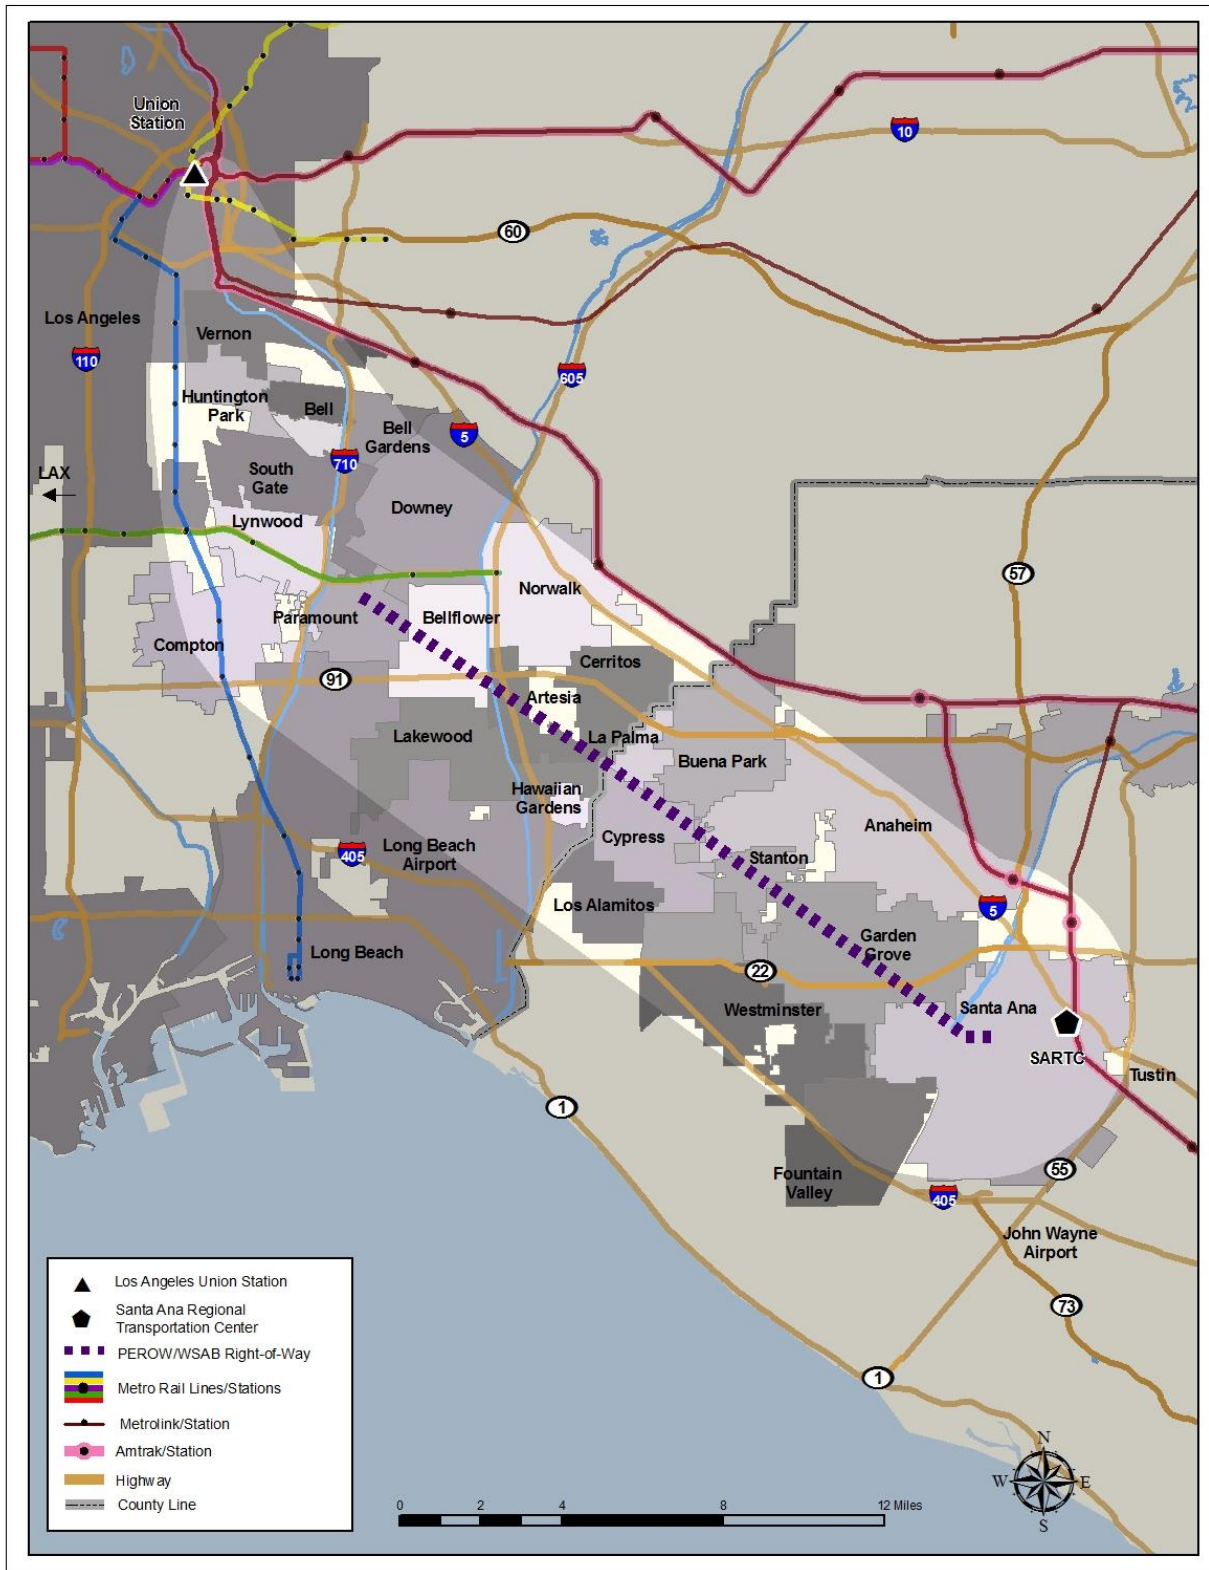 Union
Station
10
60
Los Angeles
Vernon
110
605
Huntington
Park
Bell
Bell
Gardens
5
710
LAX
South
Gate
Downey
Lynwood
57
Norwalk
Paramount
Bellflower
Compton
Cerritos
91
Artesia
Lakewood
La Palma
Buena Park
Hawaiian
Gardens
Anaheim
Cypress
405
Long Beach
Airport
Stanton
Los Alamitos
5
Garden
Grove
Long Beach
22
Westminster
Santa Ana
SARTC
Tustin
1
55
Fountain
Valley
405
John Wayne
Airport
73
1
Los Angeles Union Station
Santa Ana Regional
Transportation Center
PEROW/WSAB Right-of-Way
Metro Rail Lines/Stations
Metrolink/Station
Amtrak/Station
Highway
County Line
0 2 4 8 12 Miles
N
W E
S